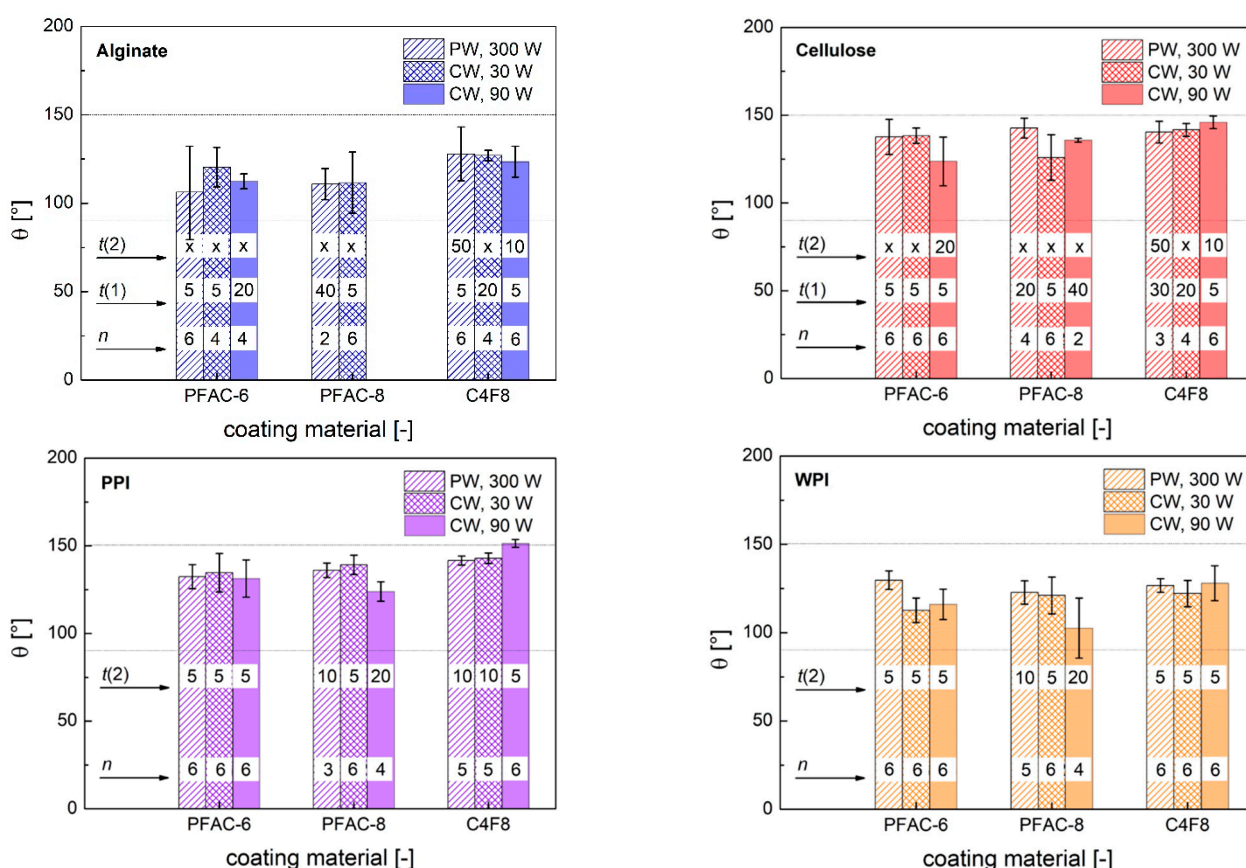 Alginate
PW, 300 W
CW, 30 W
CW, 90 W
200
150
100
50
0
θ [°]
t(2) x x x x x 50 x 10
t(1) 5 5 20 40 5 5 20 5
n 6 4 4 2 6 6 4 6
PFAC-6 PFAC-8 C4F8
coating material [-]
Cellulose
PW, 300 W
CW, 30 W
CW, 90 W
200
150
100
50
0
θ [°]
t(2) x x 20 x x x 50 x 10
t(1) 5 5 5 20 5 40 30 20 5
n 6 6 6 4 6 2 3 4 6
PFAC-6 PFAC-8 C4F8
coating material [-]
PPI
PW, 300 W
CW, 30 W
CW, 90 W
200
150
100
50
0
θ [°]
t(2) 5 5 5 10 5 20 10 10 5
n 6 6 6 3 6 4 5 5 6
PFAC-6 PFAC-8 C4F8
coating material [-]
WPI
PW, 300 W
CW, 30 W
CW, 90 W
200
150
100
50
0
θ [°]
t(2) 5 5 5 10 5 20 5 5 5
n 6 6 6 5 6 4 6 6 6
PFAC-6 PFAC-8 C4F8
coating material [-]